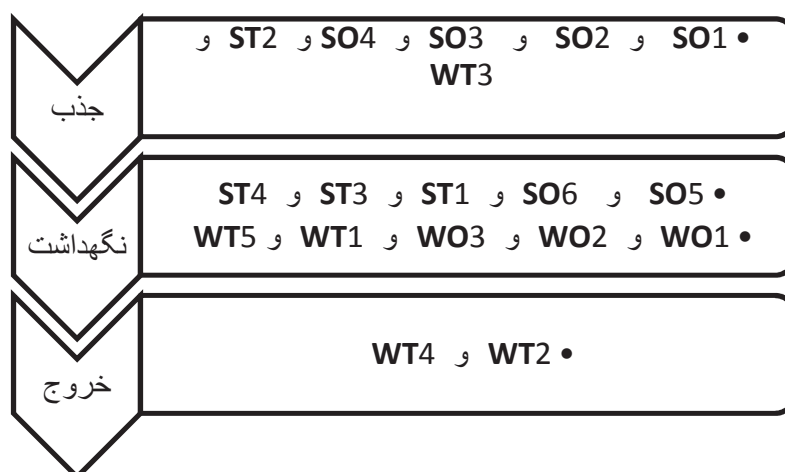 جذب
• SO1 و SO2 و SO3 و SO4 و ST2 و
WT3
نگهداشت
• SO5 و SO6 و ST1 و ST3 و ST4
• WO1 و WO2 و WO3 و WT1 و WT5
خروج
• WT2 و WT4